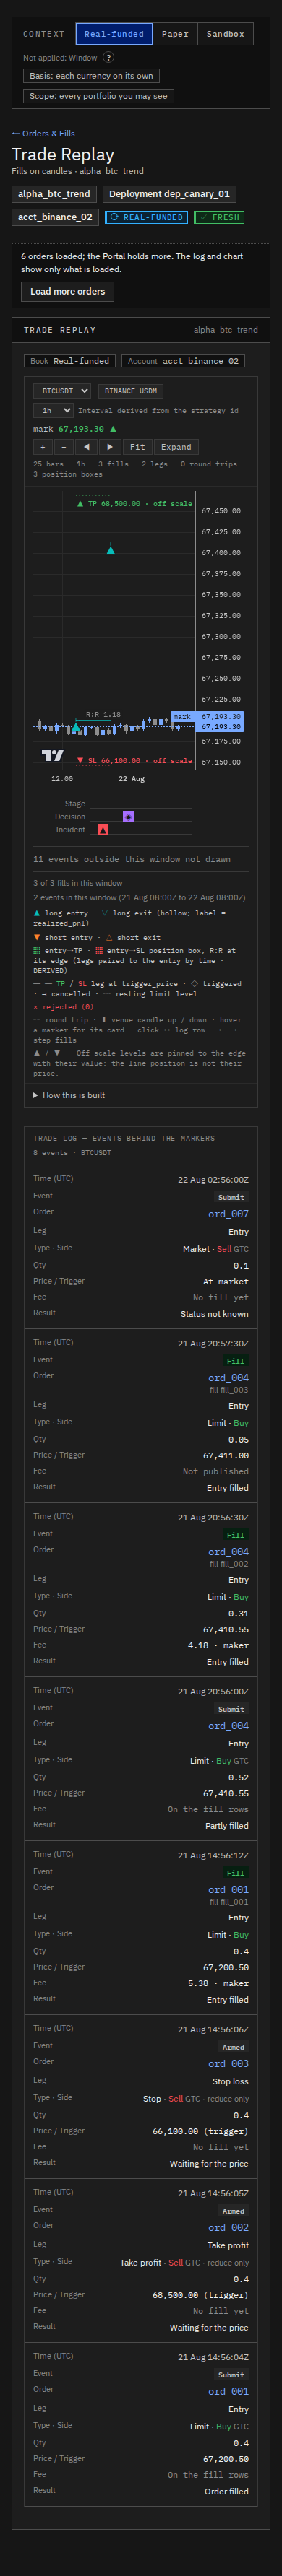 CONTEXT
Real-funded
Paper
Sandbox
Not applied: Window ?
Basis: each currency on its own
Scope: every portfolio you may see
← Orders & Fills
Trade Replay
Fills on candles · alpha_btc_trend
alpha_btc_trend
Deployment dep_canary_01
acct_binance_02
REAL-FUNDED
✓ FRESH
6 orders loaded; the Portal holds more. The log and chart
show only what is loaded.
Load more orders
TRADE REPLAY
alpha_btc_trend
Book Real-funded
Account acct_binance_02
BTCUSDT
BINANCE USDM
1h
Interval derived from the strategy id
mark 67,193.30 ▲
+
−
◀
▶
Fit
Expand
25 bars · 1h · 3 fills · 2 legs · 0 round trips ·
3 position boxes
▲ TP 68,500.00 · off scale
67,450.00
67,425.00
67,400.00
67,375.00
67,350.00
67,325.00
67,300.00
67,275.00
67,250.00
67,225.00
R:R 1.18
mark
67,193.30
67,193.30
67,175.00
▼ SL 66,100.00 · off scale
67,150.00
12:00
22 Aug
Stage
Decision
Incident
11 events outside this window not drawn
3 of 3 fills in this window
2 events in this window (21 Aug 08:00Z to 22 Aug 08:00Z)
▲ long entry · ▽ long exit (hollow; label =
realized_pnl)
▼ short entry · △ short exit
entry→TP · entry→SL position box, R:R at
its edge (legs paired to the entry by time ·
DERIVED)
— — TP / SL leg at trigger_price · ◇ triggered
· → cancelled · ┄┄ resting limit level
× rejected (0)
┄┄ round trip · ▮ venue candle up / down · hover
a marker for its card · click ↔ log row · ← →
step fills
▲ / ▼ ┄┄ Off-scale levels are pinned to the edge
with their value; the line position is not their
price.
▶ How this is built
TRADE LOG — EVENTS BEHIND THE MARKERS
8 events · BTCUSDT
Time (UTC) 22 Aug 02:56:00Z
Event Submit
Order ord_007
Leg Entry
Type · Side Market · Sell GTC
Qty 0.1
Price / Trigger At market
Fee No fill yet
Result Status not known
Time (UTC) 21 Aug 20:57:30Z
Event Fill
Order ord_004
fill fill_003
Leg Entry
Type · Side Limit · Buy
Qty 0.05
Price / Trigger 67,411.00
Fee Not published
Result Entry filled
Time (UTC) 21 Aug 20:56:30Z
Event Fill
Order ord_004
fill fill_002
Leg Entry
Type · Side Limit · Buy
Qty 0.31
Price / Trigger 67,410.55
Fee 4.18 · maker
Result Entry filled
Time (UTC) 21 Aug 20:56:00Z
Event Submit
Order ord_004
Leg Entry
Type · Side Limit · Buy GTC
Qty 0.52
Price / Trigger 67,410.55
Fee On the fill rows
Result Partly filled
Time (UTC) 21 Aug 14:56:12Z
Event Fill
Order ord_001
fill fill_001
Leg Entry
Type · Side Limit · Buy
Qty 0.4
Price / Trigger 67,200.50
Fee 5.38 · maker
Result Entry filled
Time (UTC) 21 Aug 14:56:06Z
Event Armed
Order ord_003
Leg Stop loss
Type · Side Stop · Sell GTC · reduce only
Qty 0.4
Price / Trigger 66,100.00 (trigger)
Fee No fill yet
Result Waiting for the price
Time (UTC) 21 Aug 14:56:05Z
Event Armed
Order ord_002
Leg Take profit
Type · Side Take profit · Sell GTC · reduce only
Qty 0.4
Price / Trigger 68,500.00 (trigger)
Fee No fill yet
Result Waiting for the price
Time (UTC) 21 Aug 14:56:04Z
Event Submit
Order ord_001
Leg Entry
Type · Side Limit · Buy GTC
Qty 0.4
Price / Trigger 67,200.50
Fee On the fill rows
Result Order filled